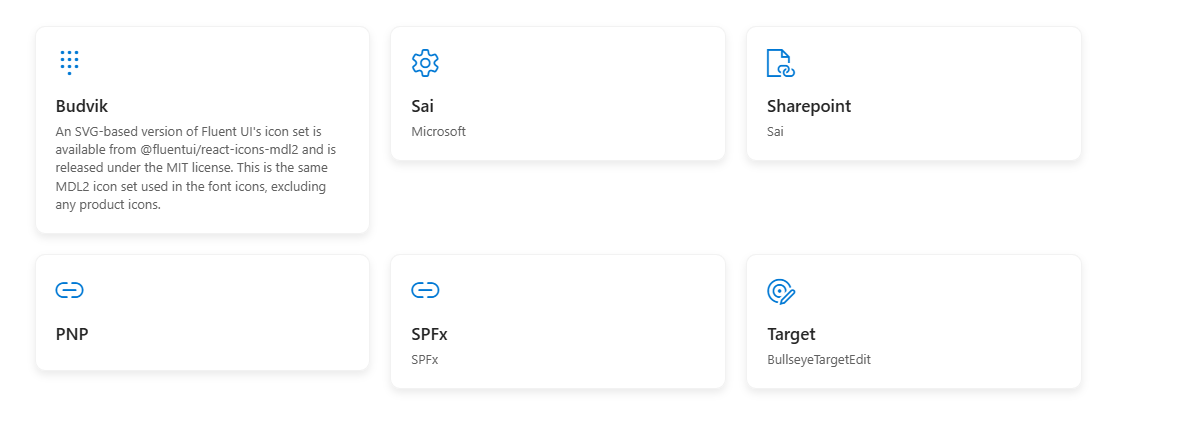 Budvik
An SVG-based version of Fluent UI's icon set is
available from @fluentui/react-icons-mdl2 and is
released under the MIT license. This is the same
MDL2 icon set used in the font icons, excluding
any product icons.
Sai
Microsoft
Sharepoint
Sai
PNP
SPFx
SPFx
Target
BullseyeTargetEdit